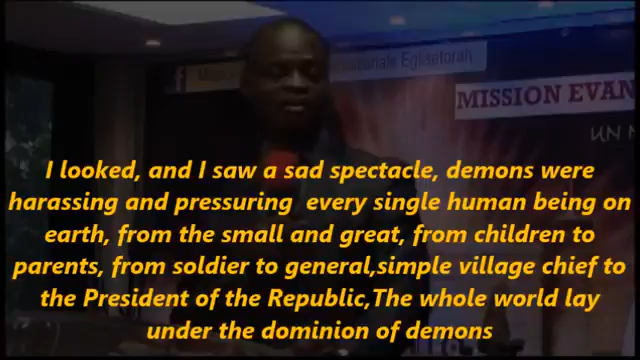 Eglisetorah
MISSION EVAN
UN
I looked, and I saw a sad spectacle, demons were
harassing and pressuring every single human being on
earth, from the small and great, from children to
parents, from soldier to general,simple village chief to
the President of the Republic,The whole world lay
under the dominion of demons